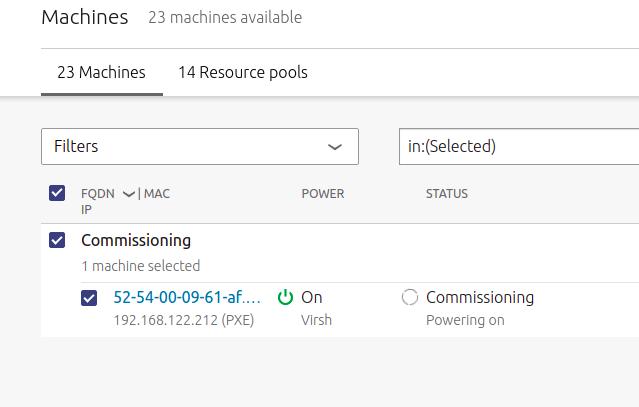 Machines 23 machines available
23 Machines 14 Resource pools
Filters in:(Selected)
FQDN | MAC POWER STATUS
IP
Commissioning
1 machine selected
52-54-00-09-61-af.... On Commissioning
192.168.122.212 (PXE) Virsh Powering on